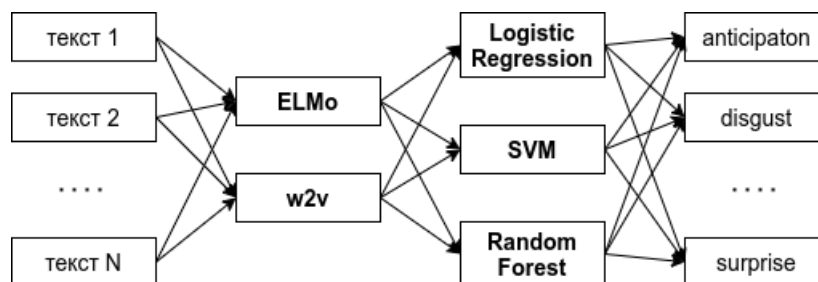 текст 1
текст 2
. . . .
текст N
ELMo
w2v
Logistic
Regression
SVM
Random
Forest
anticipaton
disgust
. . . .
surprise